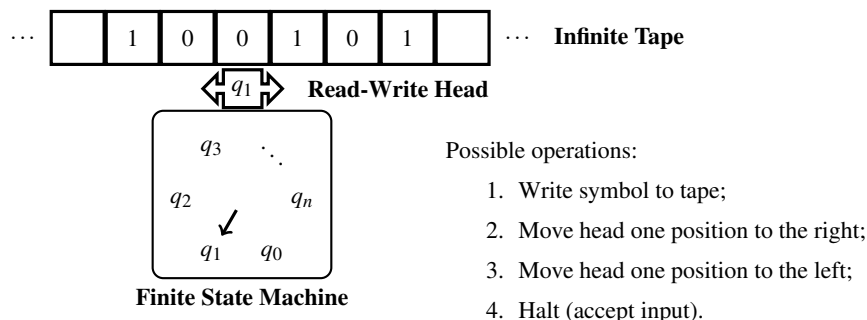 ··· 1 0 0 1 0 1 ··· Infinite Tape
q₁ Read-Write Head
q₃ ⋱
q₂ qₙ
q₁ q₀
Finite State Machine
Possible operations:
1. Write symbol to tape;
2. Move head one position to the right;
3. Move head one position to the left;
4. Halt (accept input).